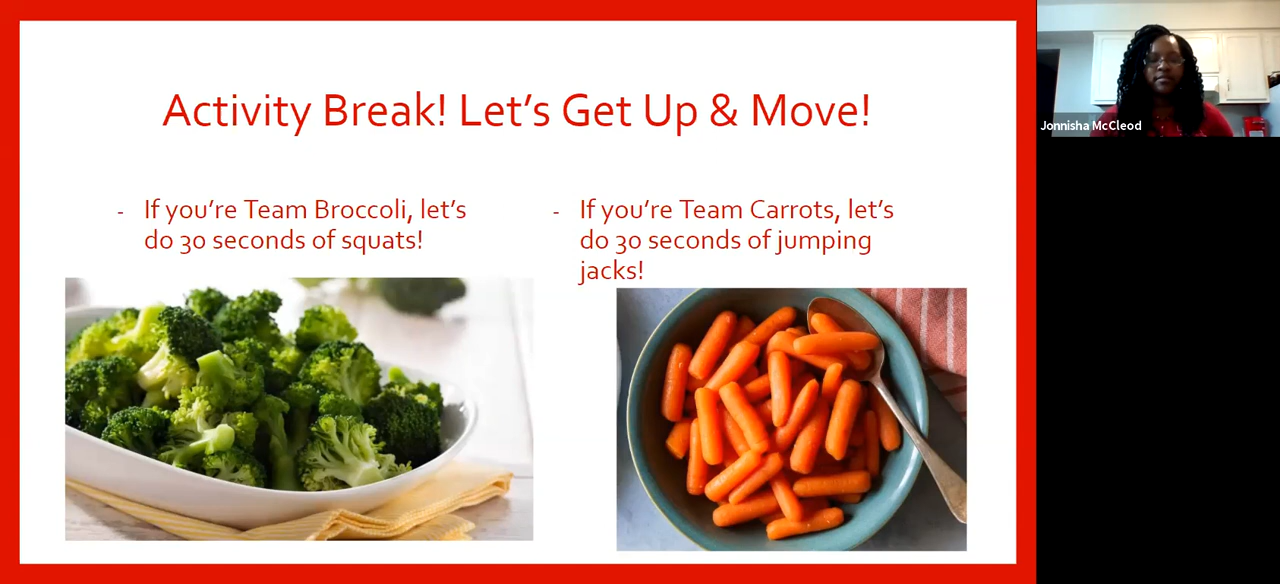 Activity Break! Let's Get Up & Move!
- If you're Team Broccoli, let's
do 30 seconds of squats!
- If you're Team Carrots, let's
do 30 seconds of jumping
jacks!
Jonnisha McCleod